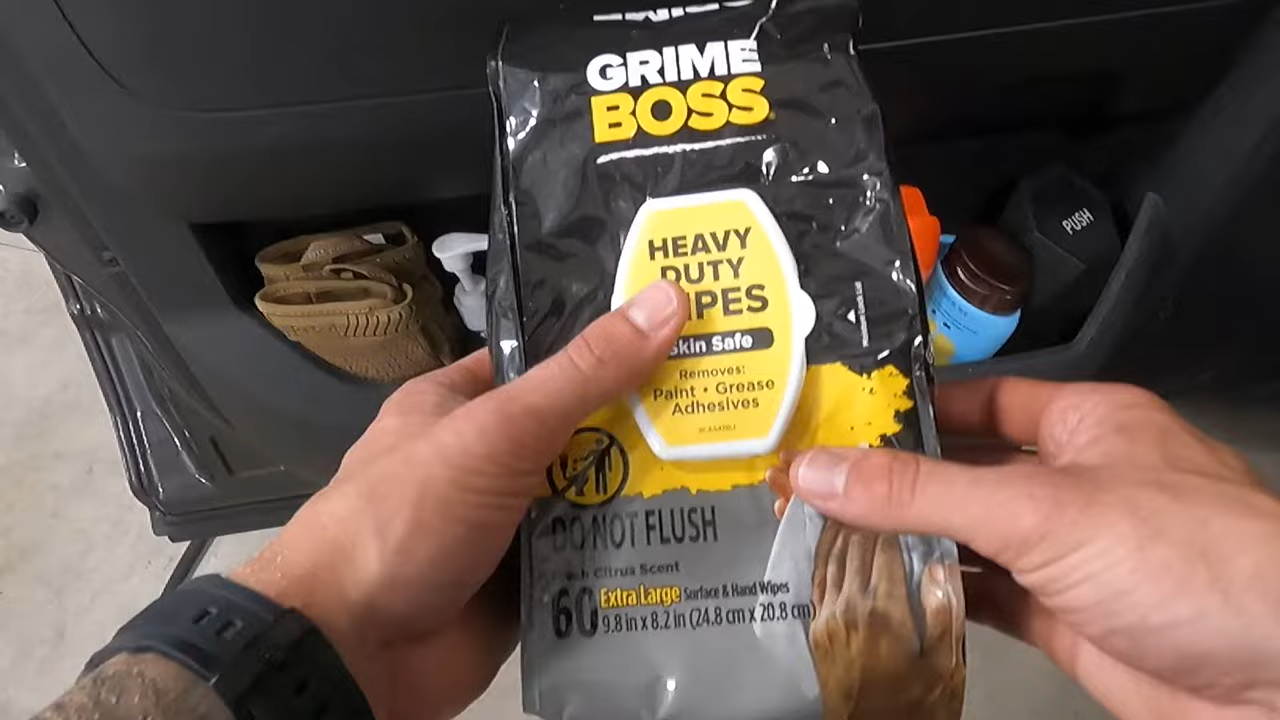 GRIME
BOSS
HEAVY
DUTY
Skin Safe
Removes:
Paint • Grease
Adhesives
PUSH
DO NOT FLUSH
Citrus Scent
60 Extra Large Surface & Hand Wipes
9.8 in x 8.2 in (24.8 cm x 20.8 cm)